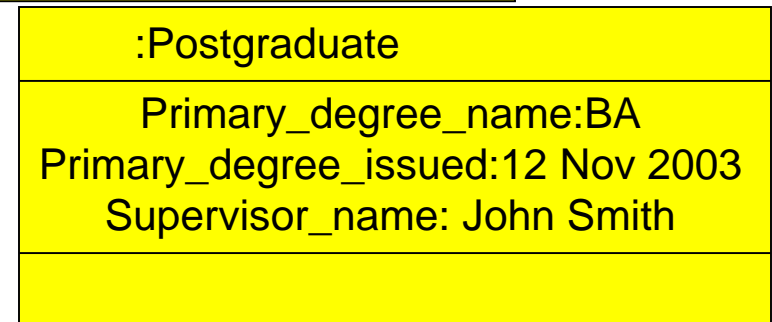 :Postgraduate
Primary_degree_name:BA
Primary_degree_issued:12 Nov 2003
Supervisor_name: John Smith